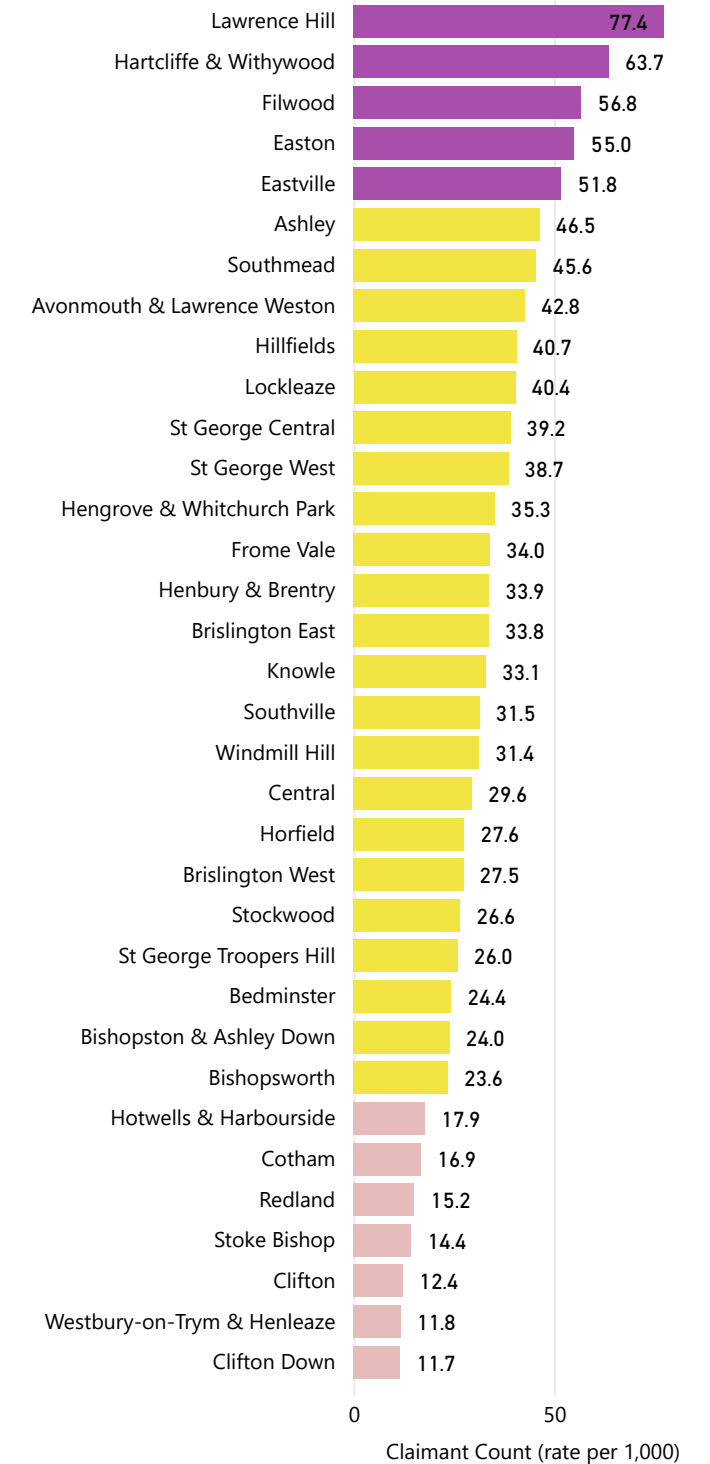 Lawrence Hill 77.4
Hartcliffe & Withywood 63.7
Filwood 56.8
Easton 55.0
Eastville 51.8
Ashley 46.5
Southmead 45.6
Avonmouth & Lawrence Weston 42.8
Hillfields 40.7
Lockleaze 40.4
St George Central 39.2
St George West 38.7
Hengrove & Whitchurch Park 35.3
Frome Vale 34.0
Henbury & Brentry 33.9
Brislington East 33.8
Knowle 33.1
Southville 31.5
Windmill Hill 31.4
Central 29.6
Horfield 27.6
Brislington West 27.5
Stockwood 26.6
St George Troopers Hill 26.0
Bedminster 24.4
Bishopston & Ashley Down 24.0
Bishopsworth 23.6
Hotwells & Harbourside 17.9
Cotham 16.9
Redland 15.2
Stoke Bishop 14.4
Clifton 12.4
Westbury-on-Trym & Henleaze 11.8
Clifton Down 11.7
0 50
Claimant Count (rate per 1,000)